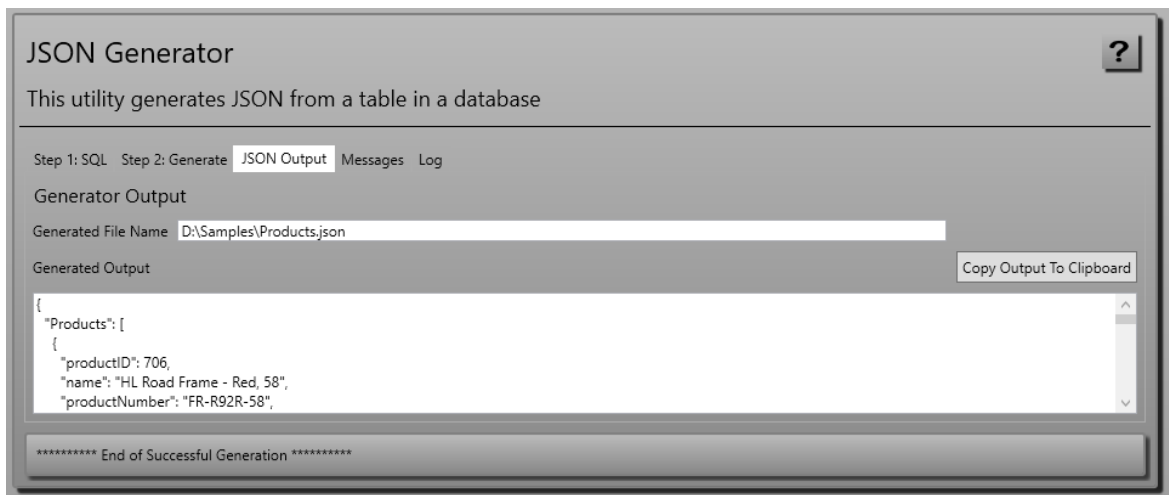 JSON Generator
?
This utility generates JSON from a table in a database
Step 1: SQL Step 2: Generate JSON Output Messages Log
Generator Output
Generated File Name D:\Samples\Products.json
Generated Output Copy Output To Clipboard
{
"Products": [
{
"productID": 706,
"name": "HL Road Frame - Red, 58",
"productNumber": "FR-R92R-58",
********** End of Successful Generation **********